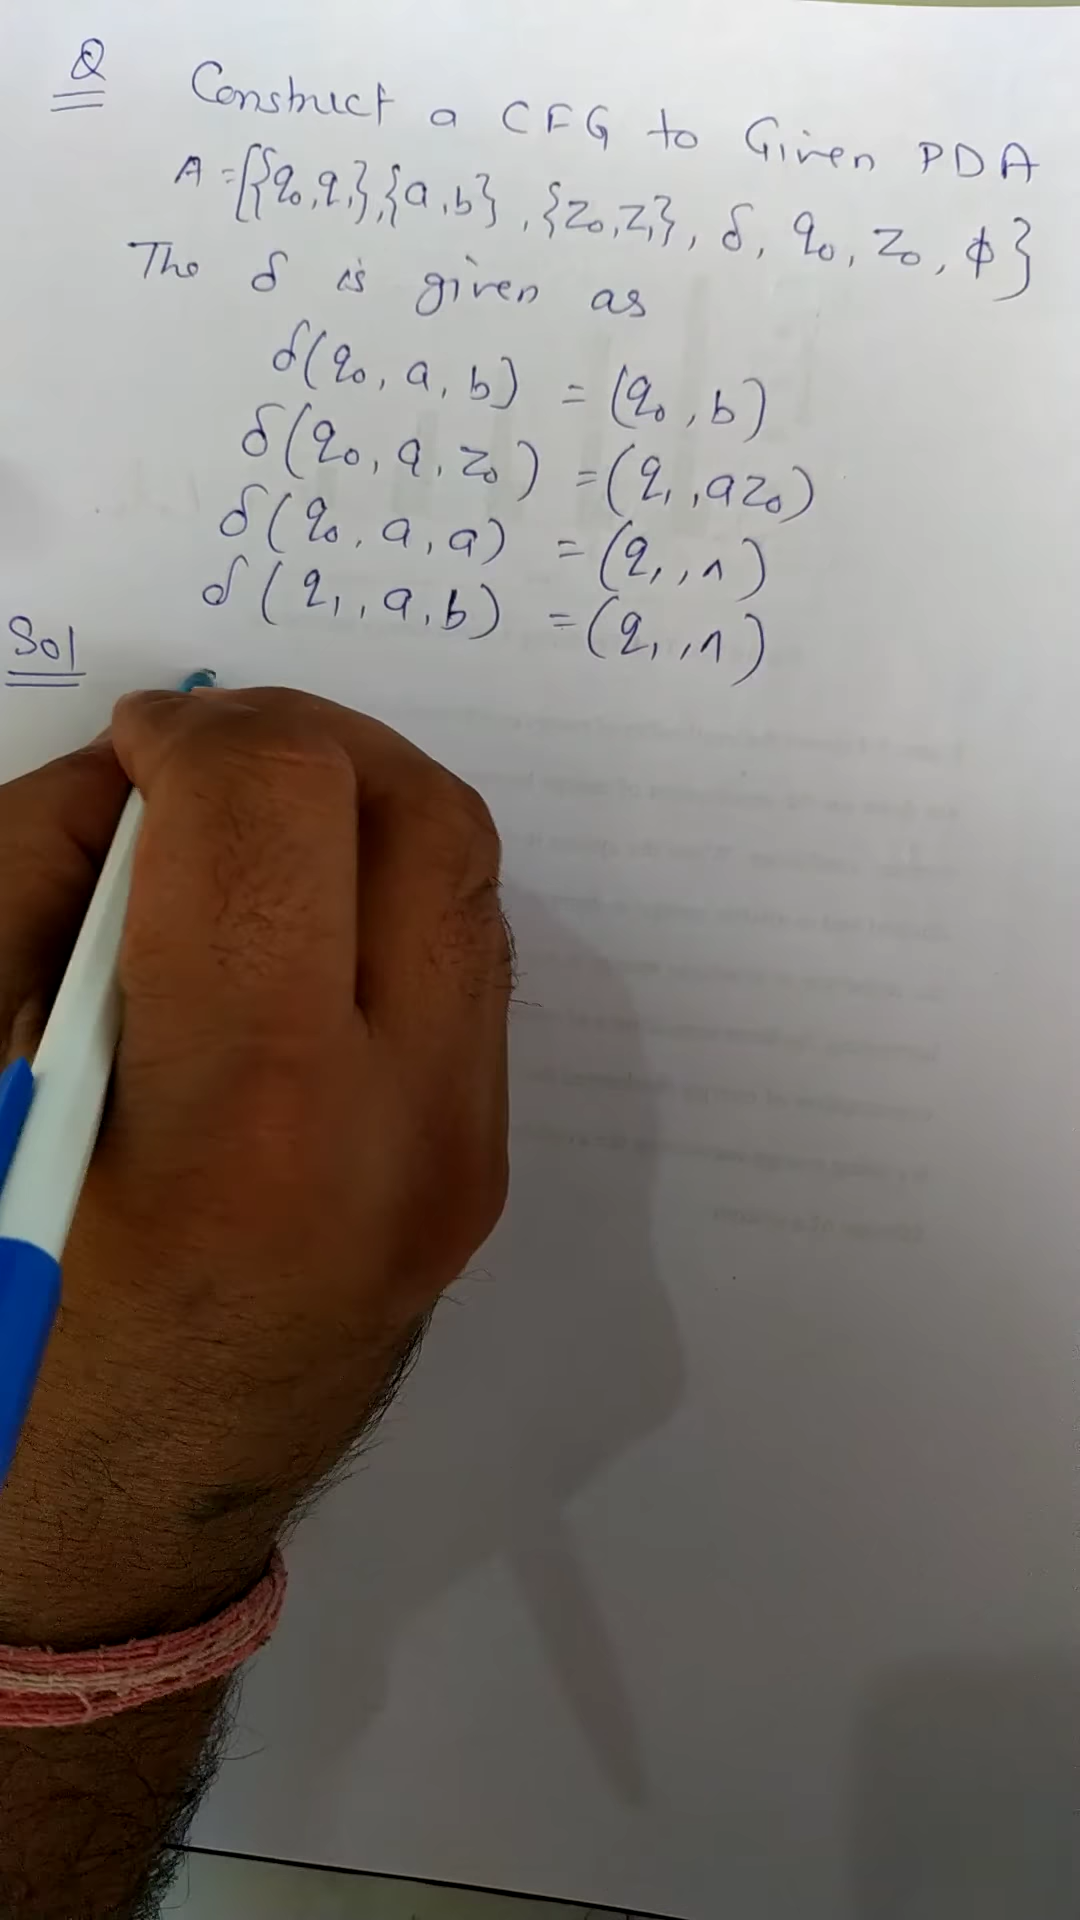 Q Construct a CFG to Given PDA
A = {{q₀,q₁},{a,b},{z₀,z₁}, δ, q₀, z₀, ϕ}
The δ is given as
δ(q₀, a, b) = (q₀, b)
δ(q₀, a, z₀) = (q₁, az₀)
δ(q₀, a, a) = (q₁, ∧)
δ(q₁, a, b) = (q₁, ∧)
Sol